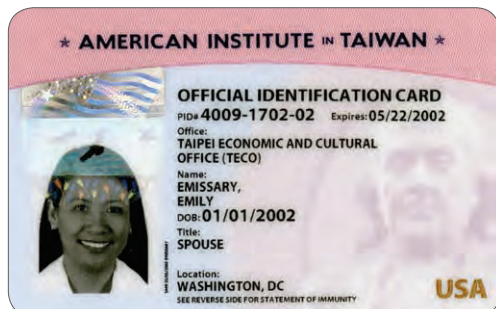 ★ AMERICAN INSTITUTE IN TAIWAN ★
OFFICIAL IDENTIFICATION CARD
PID# 4009-1702-02 Expires: 05/22/2002
Office:
TAIPEI ECONOMIC AND CULTURAL
OFFICE (TECO)
Name:
EMISSARY,
EMILY
DOB: 01/01/2002
Title:
SPOUSE
Location:
WASHINGTON, DC
SEE REVERSE SIDE FOR STATEMENT OF IMMUNITY
USA